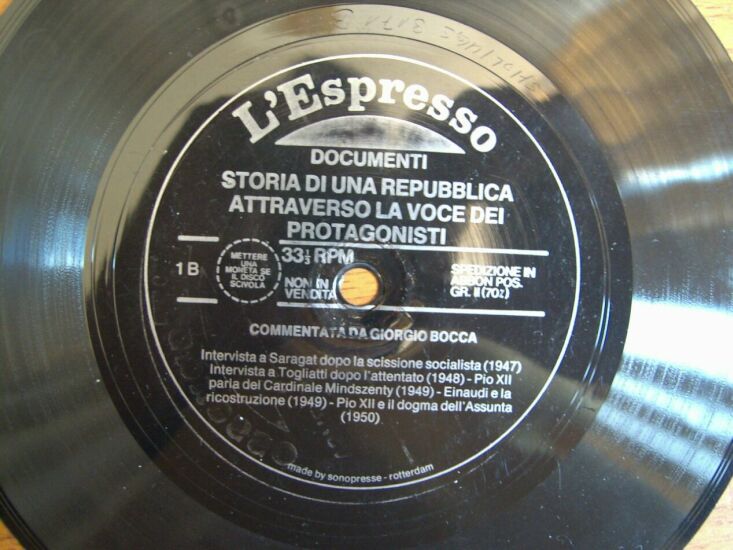 L'Espresso
DOCUMENTI
STORIA DI UNA REPUBBLICA
ATTRAVERSO LA VOCE DEI
PROTAGONISTI
1 B
METTERE
UNA
MONETA SE
IL DISCO
SCIVOLA
33⅓ RPM
NON IN
VENDITA
SPEDIZIONE IN
ABBON POS.
GR. II (70%)
COMMENTATA DA GIORGIO BOCCA
Intervista a Saragat dopo la scissione socialista (1947)
Intervista a Togliatti dopo l'attentato (1948) - Pio XII
parla del Cardinale Mindszenty (1949) - Einaudi e la
ricostruzione (1949) - Pio XII e il dogma dell'Assunta
(1950)
made by sonopresse - rotterdam